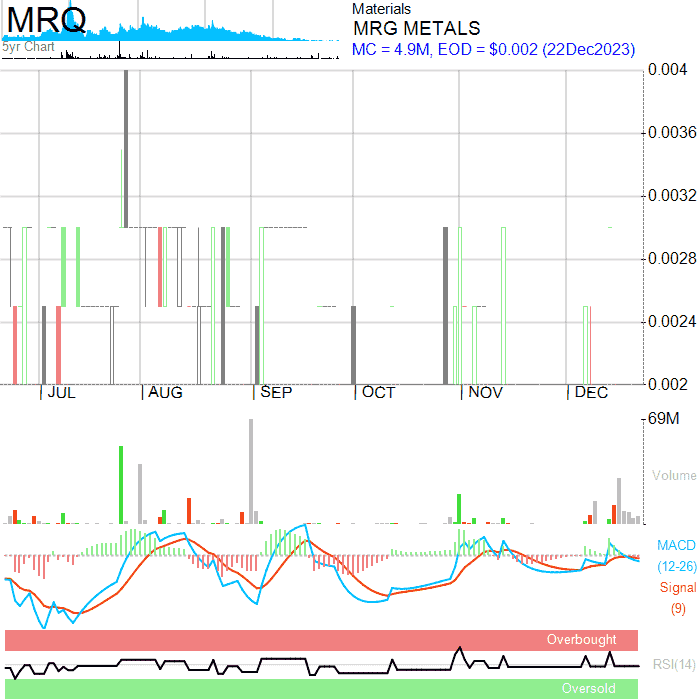 MRQ
Materials
MRG METALS
MC = 4.9M, EOD = $0.002 (22Dec2023)
5yr Chart
0.004
0.0036
0.0032
0.0028
0.0024
0.002
JUL AUG SEP OCT NOV DEC
69M
Volume
MACD
(12-26)
Signal
(9)
Overbought
RSI(14)
Oversold